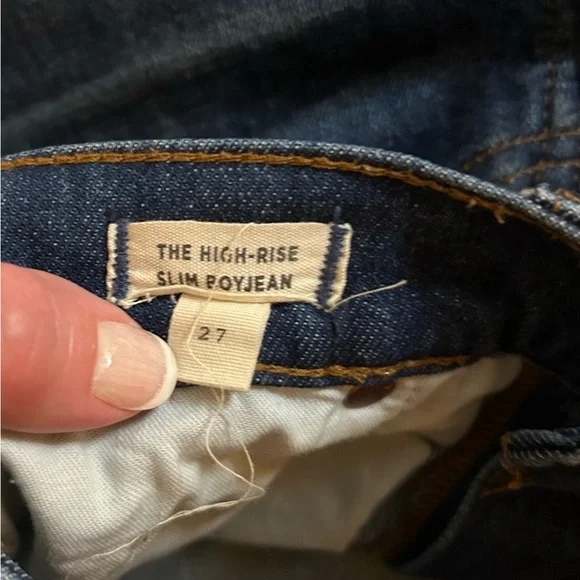 THE HIGH-RISE
SLIM BOYJEAN
27